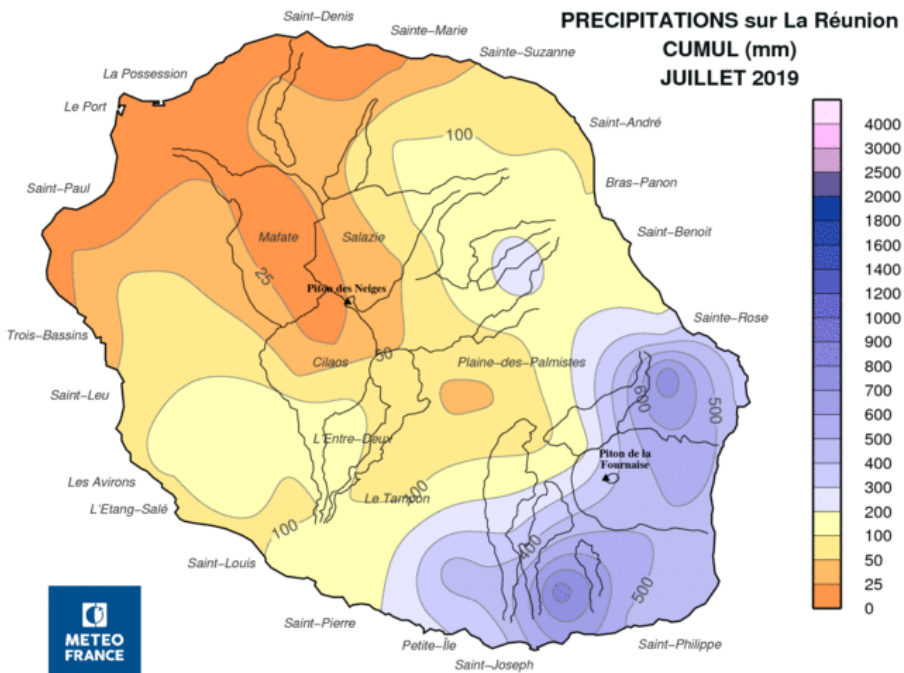 PRECIPITATIONS sur La Réunion
CUMUL (mm)
JUILLET 2019
Saint-Denis
Sainte-Marie
Sainte-Suzanne
La Possession
Le Port
Saint-André
100
Saint-Paul
Bras-Panon
Saint-Benoit
Mafate
Salazie
25
Piton des Neiges
Sainte-Rose
Trois-Bassins
50
Cilaos
Plaine-des-Palmistes
Saint-Leu
600
500
L'Entre-Deux
Piton de la
Fournaise
Les Avirons
Le Tampon
100
L'Etang-Salé
100
400
Saint-Louis
500
Saint-Pierre
Petite-Île
Saint-Philippe
Saint-Joseph
4000
3000
2500
2000
1800
1600
1400
1200
1000
900
800
700
600
500
400
300
200
100
50
25
0
METEO
FRANCE